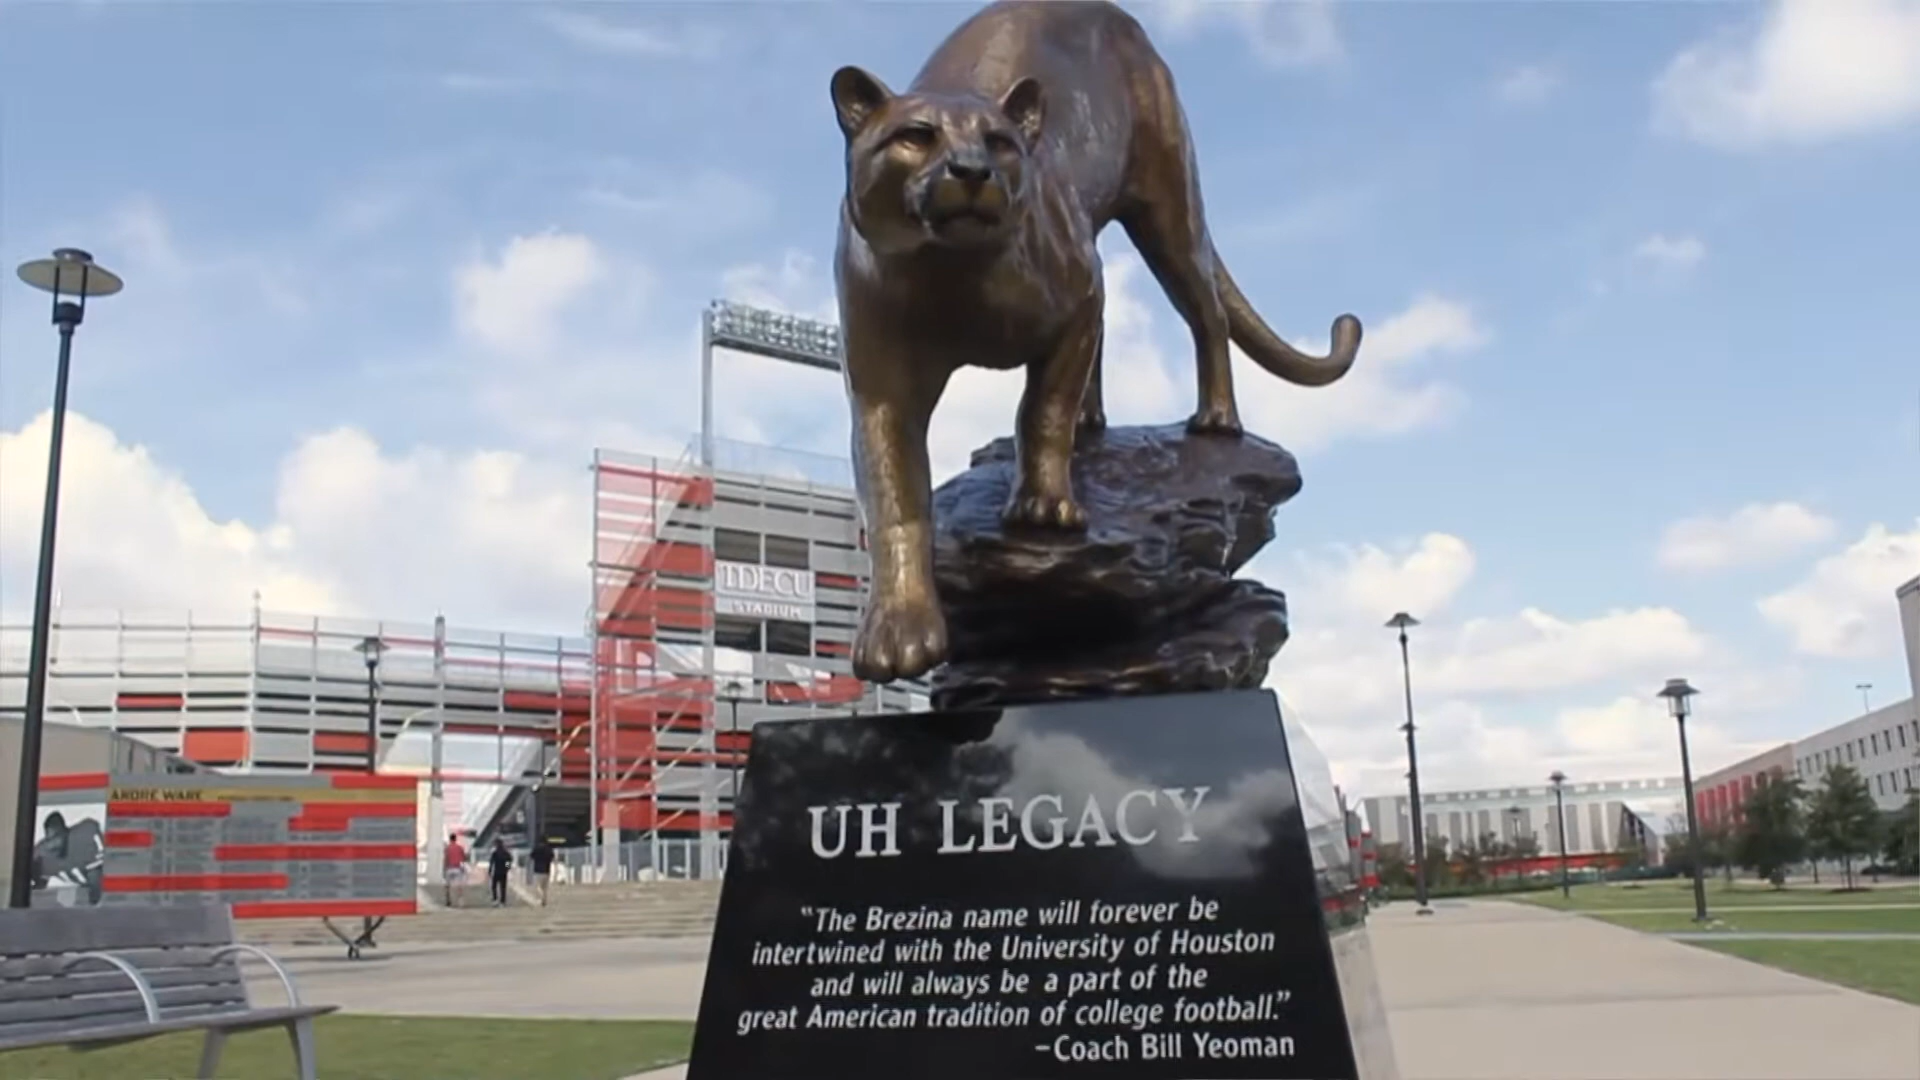 TDECU
STADIUM
ANDRE WARE
UH LEGACY
"The Brezina name will forever be
intertwined with the University of Houston
and will always be a part of the
great American tradition of college football."
–Coach Bill Yeoman